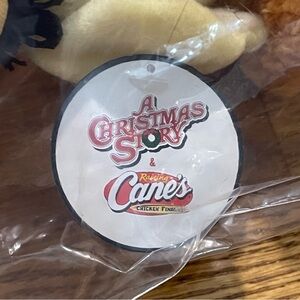 A
CHRISTMAS
STORY
&
Raising
Cane's
CHICKEN FINGERS